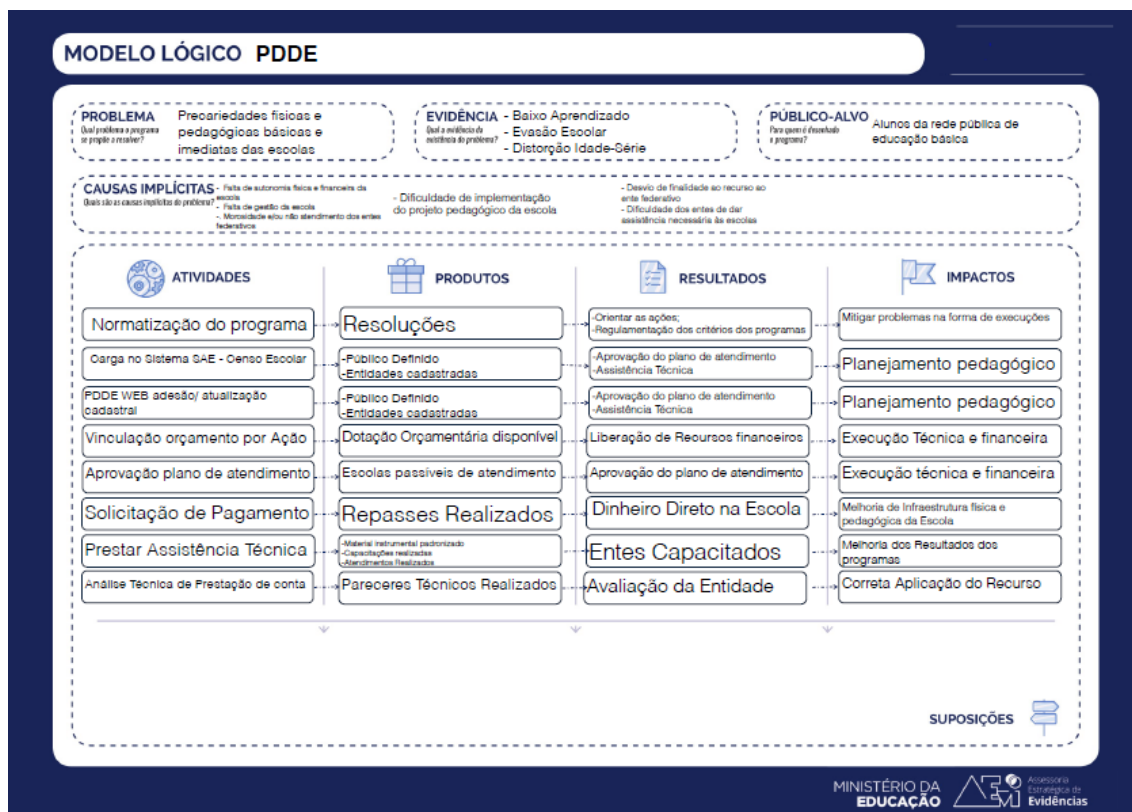 MODELO LÓGICO PDDE
PROBLEMA
Qual problema o programa
se propõe a resolver?
Precariedades físicas e
pedagógicas básicas e
imediatas das escolas
EVIDÊNCIA
Qual a evidência da
existência do problema?
- Baixo Aprendizado
- Evasão Escolar
- Distorção Idade-Série
PÚBLICO-ALVO
Para quem é desenhado
o programa?
Alunos da rede pública de
educação básica
CAUSAS IMPLÍCITAS
Quais são as causas implícitas do problema?
- Falta de autonomia física e financeira da
escola
- Falta de gestão da escola
-. Morosidade e/ou não atendimento dos entes
federativos
- Dificuldade de implementação
do projeto pedagógico da escola
- Desvio de finalidade ao recurso ao
ente federativo
- Dificuldade dos entes de dar
assistência necessária às escolas
ATIVIDADES
PRODUTOS
RESULTADOS
IMPACTOS
Normatização do programa
Resoluções
-Orientar as ações;
-Regulamentação dos critérios dos programas
Mitigar problemas na forma de execuções
Carga no Sistema SAE - Censo Escolar
-Público Definido
-Entidades cadastradas
-Aprovação do plano de atendimento
-Assistência Técnica
Planejamento pedagógico
PDDE WEB adesão/ atualização
cadastral
-Público Definido
-Entidades cadastradas
-Aprovação do plano de atendimento
-Assistência Técnica
Planejamento pedagógico
Vinculação orçamento por Ação
Dotação Orçamentária disponível
Liberação de Recursos financeiros
Execução Técnica e financeira
Aprovação plano de atendimento
Escolas passíveis de atendimento
Aprovação do plano de atendimento
Execução técnica e financeira
Solicitação de Pagamento
Repasses Realizados
Dinheiro Direto na Escola
Melhoria de Infraestrutura física e
pedagógica da Escola
Prestar Assistência Técnica
-Material instrumental padronizado
-Capacitações realizadas
-Atendimentos Realizados
Entes Capacitados
Melhoria dos Resultados dos
programas
Análise Técnica de Prestação de conta
Pareceres Técnicos Realizados
Avaliação da Entidade
Correta Aplicação do Recurso
SUPOSIÇÕES
MINISTÉRIO DA
EDUCAÇÃO
Assessoria
Estratégica de
Evidências